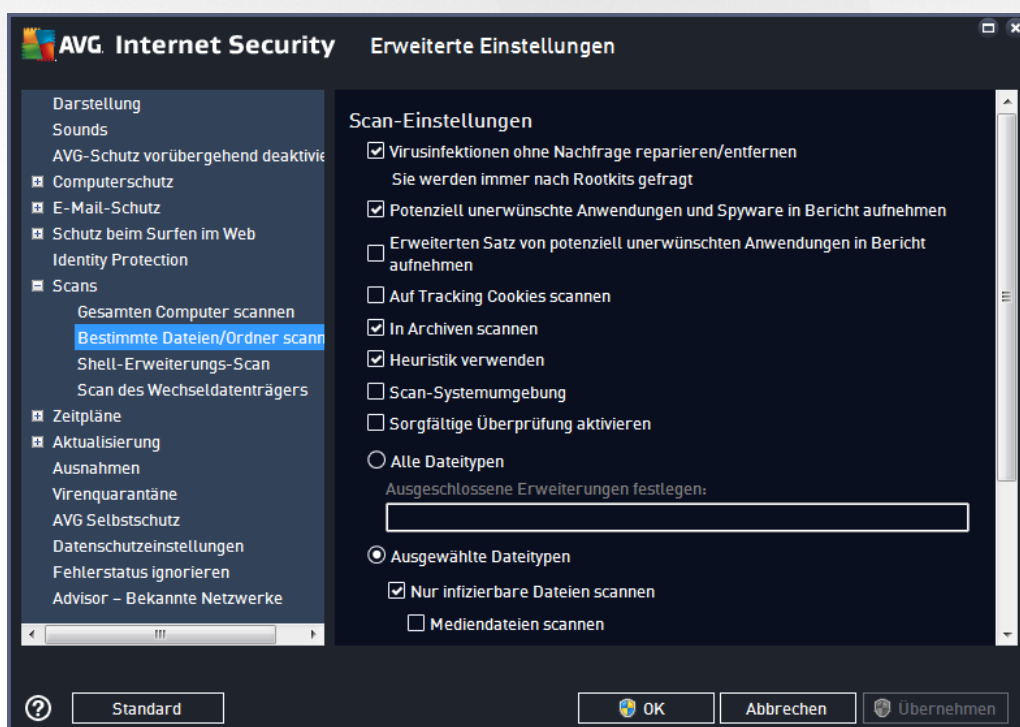 AVG. Internet Security
Erweiterte Einstellungen
Darstellung
Sounds
AVG-Schutz vorübergehend deaktivie
Computerschutz
E-Mail-Schutz
Schutz beim Surfen im Web
Identity Protection
Scans
Gesamten Computer scannen
Bestimmte Dateien/Ordner scann
Shell-Erweiterungs-Scan
Scan des Wechseldatenträgers
Zeitpläne
Aktualisierung
Ausnahmen
Virenquarantäne
AVG Selbstschutz
Datenschutzeinstellungen
Fehlerstatus ignorieren
Advisor – Bekannte Netzwerke
Scan-Einstellungen
Virusinfektionen ohne Nachfrage reparieren/entfernen
Sie werden immer nach Rootkits gefragt
Potenziell unerwünschte Anwendungen und Spyware in Bericht aufnehmen
Erweiterten Satz von potenziell unerwünschten Anwendungen in Bericht
aufnehmen
Auf Tracking Cookies scannen
In Archiven scannen
Heuristik verwenden
Scan-Systemumgebung
Sorgfältige Überprüfung aktivieren
Alle Dateitypen
Ausgeschlossene Erweiterungen festlegen:
Ausgewählte Dateitypen
Nur infizierbare Dateien scannen
Mediendateien scannen
Standard
OK
Abbrechen
Übernehmen